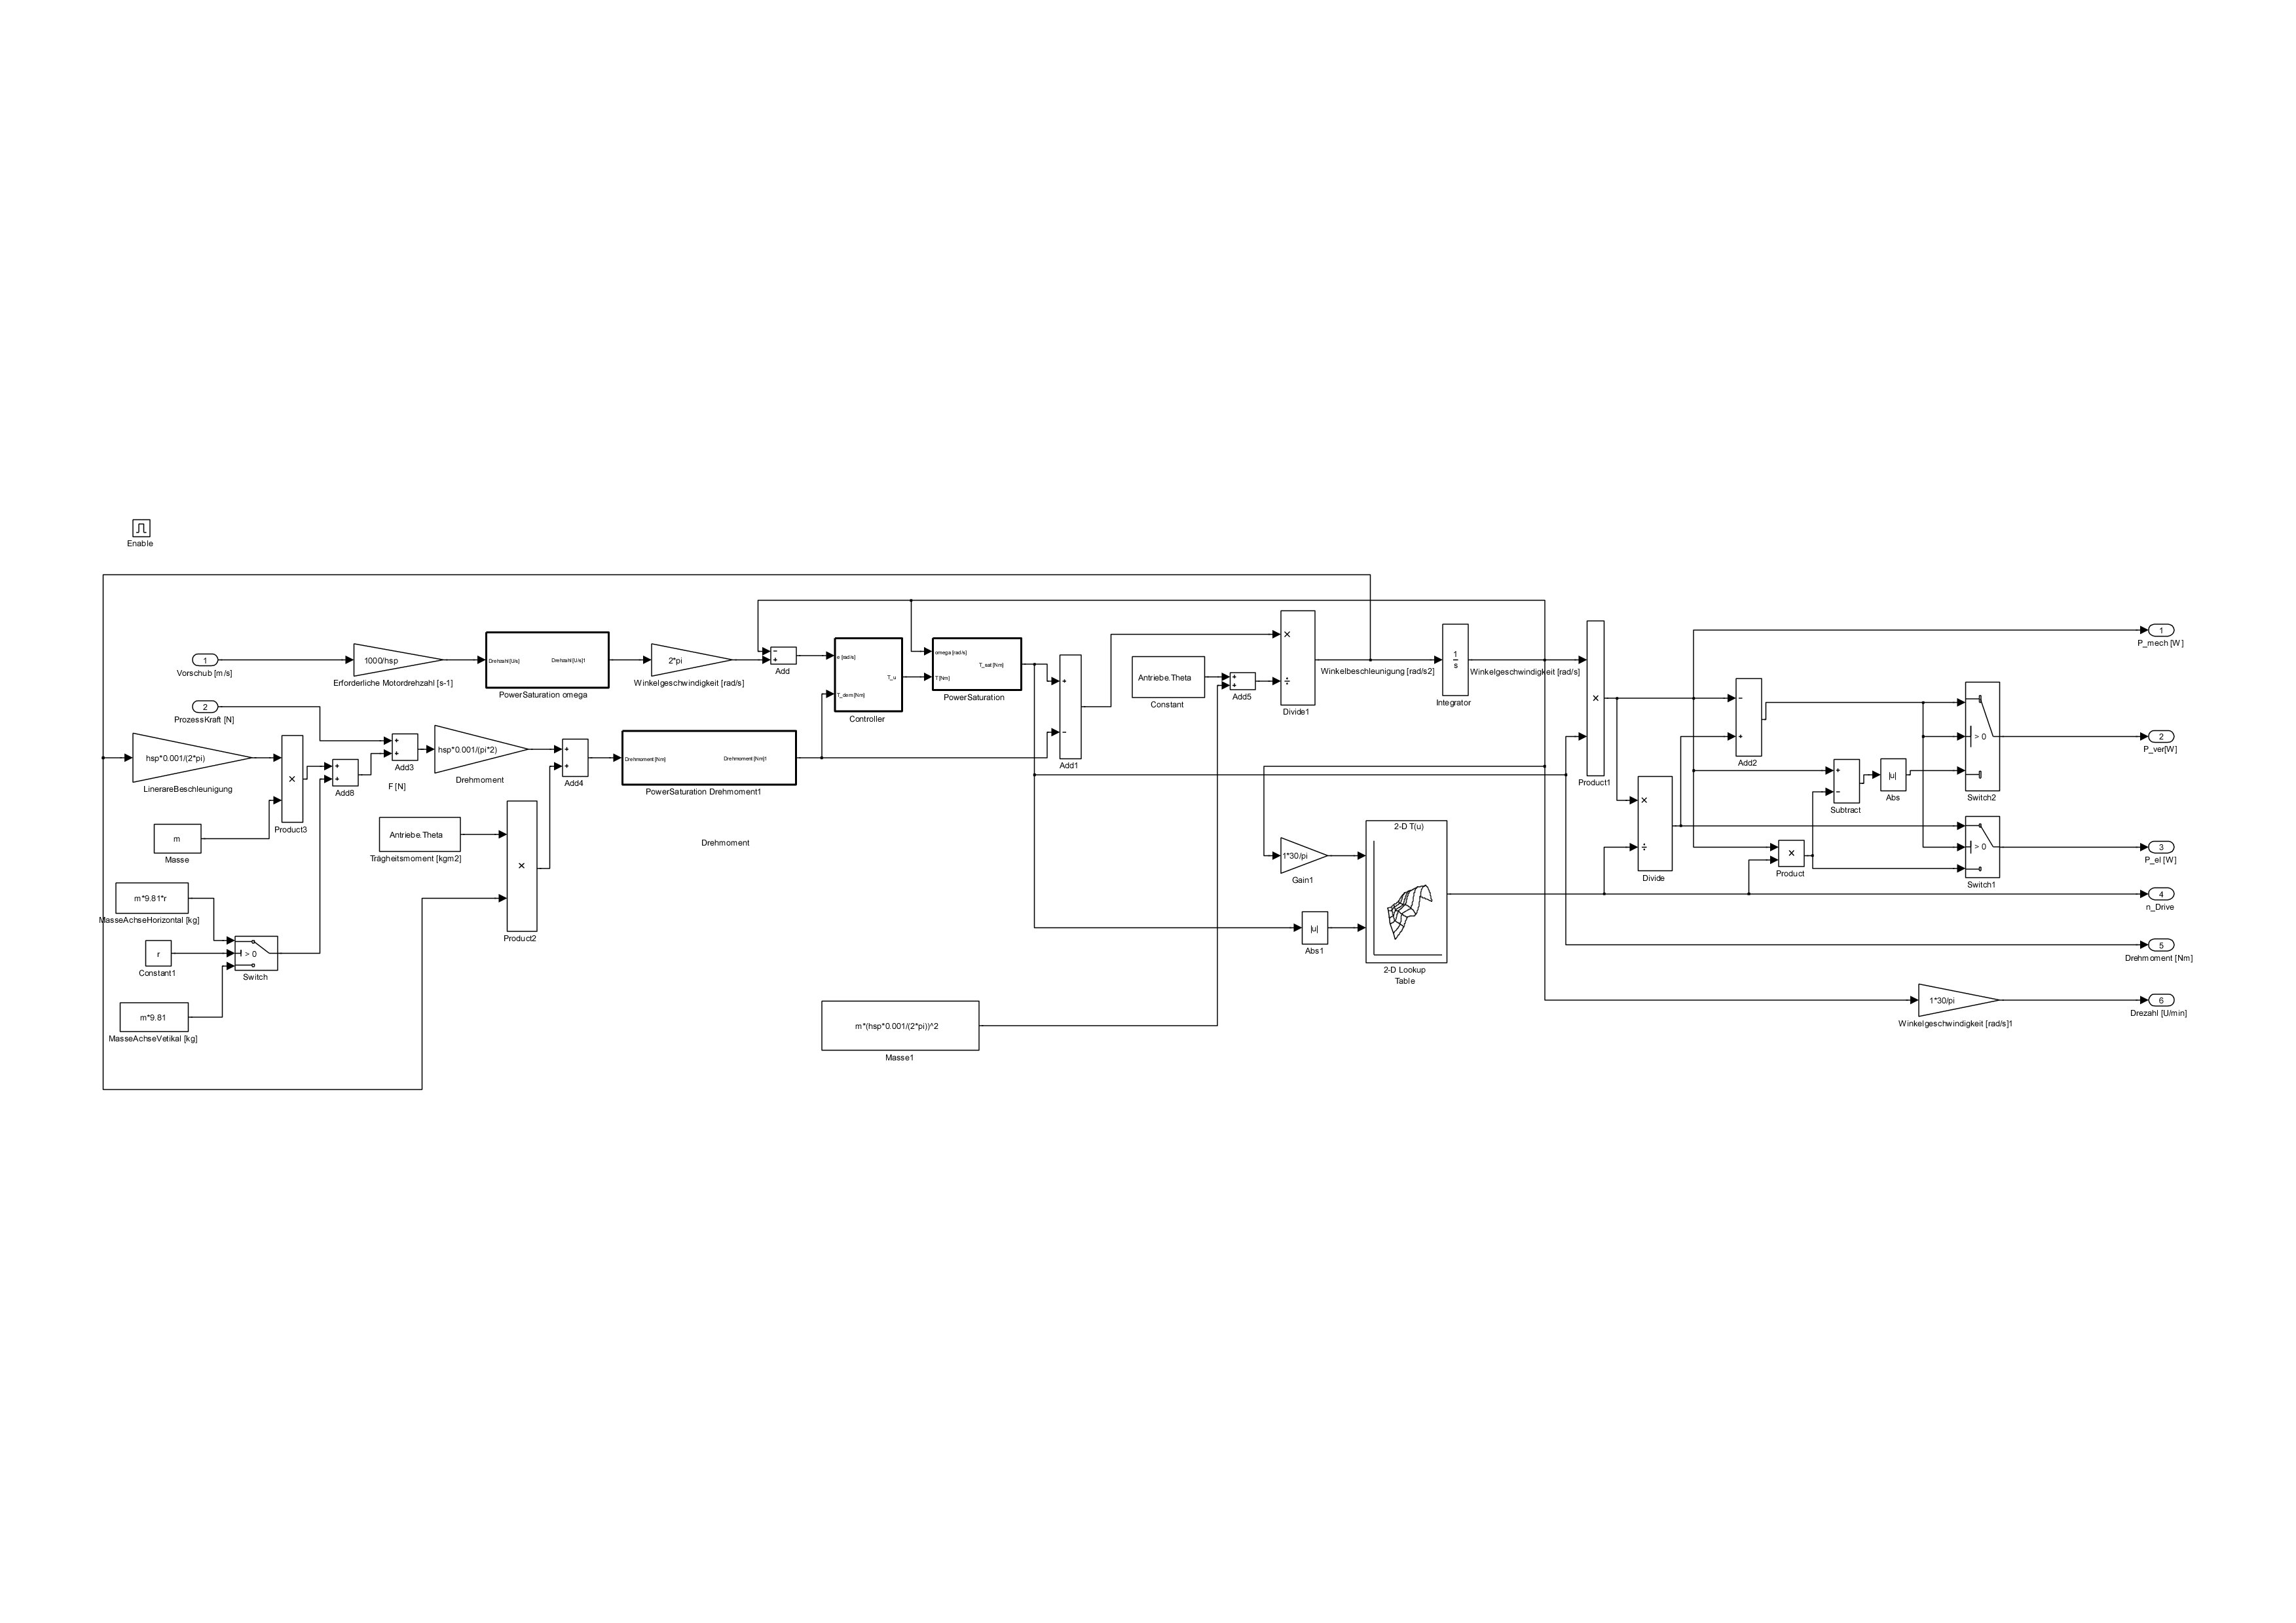 Enable
1
Vorschub [m/s]
1000/hsp
Erforderliche Motordrehzahl [s-1]
Drehzahl[U/s]
Drehzahl[U/s]1
PowerSaturation omega
2*pi
Winkelgeschwindigkeit [rad/s]
−
+
Add
e [rad/s]
T_dem [Nm]
T_u
Controller
omega [rad/s]
T [Nm]
T_sat [Nm]
PowerSaturation
+
−
Add1
Antriebe.Theta
Constant
+
+
Add5
×
÷
Divide1
Winkelbeschleunigung [rad/s2]
1
s
Integrator
Winkelgeschwindigkeit [rad/s]
×
Product1
1
P_mech [W]
2
ProzessKraft [N]
hsp*0.001/(2*pi)
LinerareBeschleunigung
×
Product3
m
Masse
+
+
Add8
+
+
Add3
F [N]
hsp*0.001/(pi*2)
Drehmoment
+
+
Add4
Drehmoment [Nm]
Drehmoment [Nm]1
PowerSaturation Drehmoment1
Antriebe.Theta
Trägheitsmoment [kgm2]
×
Product2
Drehmoment
m*9.81*r
MasseAchseHorizontal [kg]
r
Constant1
> 0
Switch
m*9.81
MasseAchseVetikal [kg]
m*(hsp*0.001/(2*pi))^2
Masse1
1*30/pi
Gain1
|u|
Abs1
2-D T(u)
2-D Lookup
Table
×
÷
Divide
−
+
Add2
+
−
Subtract
|u|
Abs
×
Product
> 0
Switch2
> 0
Switch1
2
P_ver[W]
3
P_el [W]
4
n_Drive
5
Drehmoment [Nm]
1*30/pi
Winkelgeschwindigkeit [rad/s]1
6
Drezahl [U/min]